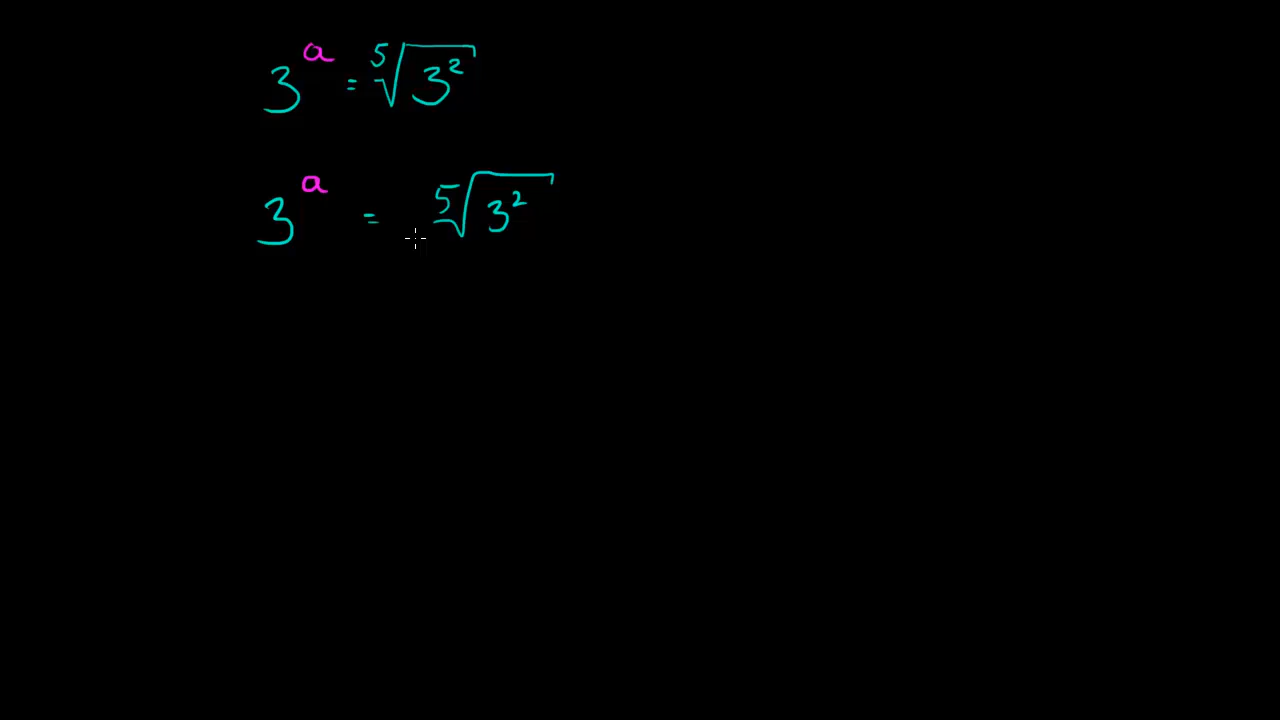 3^a = ⁵√(3²)
3^a = ⁵√(3²)